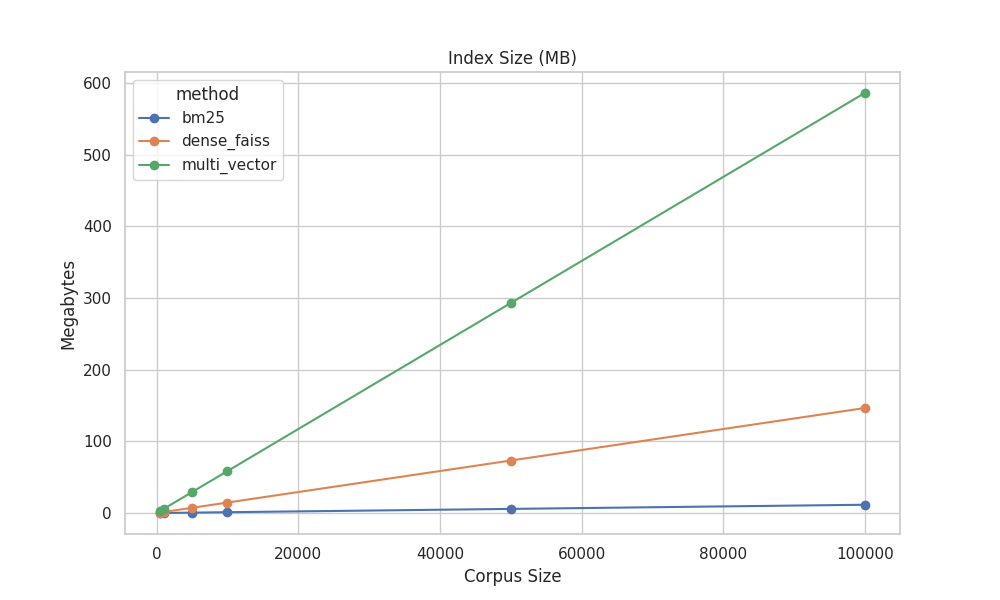 Index Size (MB)
method
bm25
dense_faiss
multi_vector
600
500
400
300
200
100
0
Megabytes
0 20000 40000 60000 80000 100000
Corpus Size